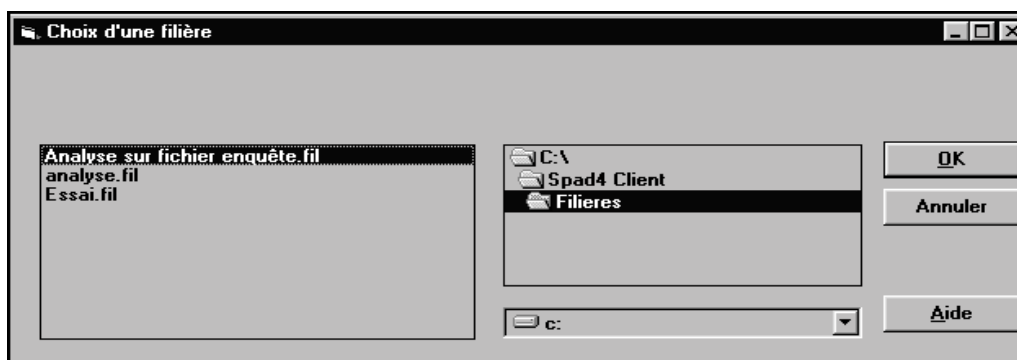 Choix d'une filière
Analyse sur fichier enquête.fil
analyse.fil
Essai.fil
C:\
Spad4 Client
Filieres
c:
OK
Annuler
Aide